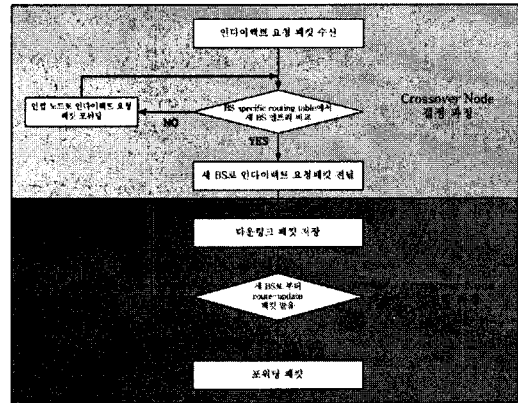 인다이렉트 요청 패킷 수신
인접 노드로 인다이렉트 요청
패킷 포워딩
BS specific routing table에서
새 BS 엔트리 비교
NO
YES
Crossover Node
결정 과정
새 BS로 인다이렉트 요청패킷 전달
다운링크 패킷 저장
새 BS로 부터
route-update
패킷 받음
포워딩 패킷